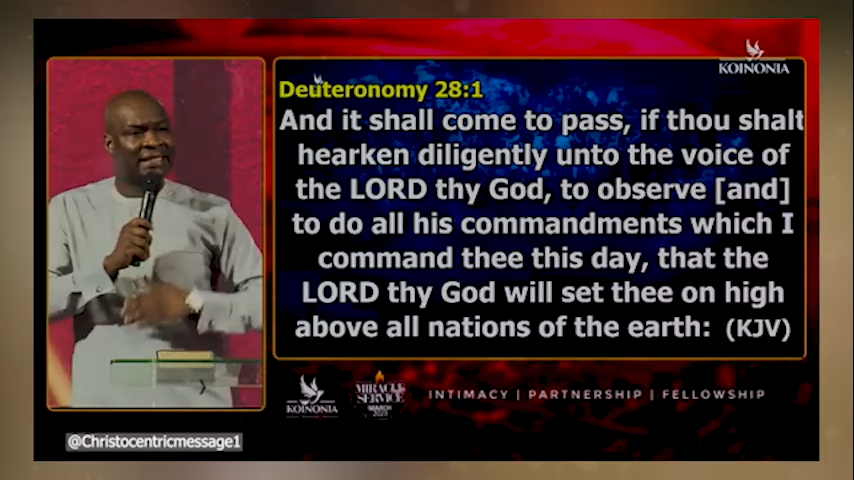 KOINONIA
Deuteronomy 28:1
And it shall come to pass, if thou shalt
hearken diligently unto the voice of
the LORD thy God, to observe [and]
to do all his commandments which I
command thee this day, that the
LORD thy God will set thee on high
above all nations of the earth: (KJV)
KOINONIA
MIRACLE
SERVICE
MARCH
2023
INTIMACY | PARTNERSHIP | FELLOWSHIP
@Christocentricmessage1